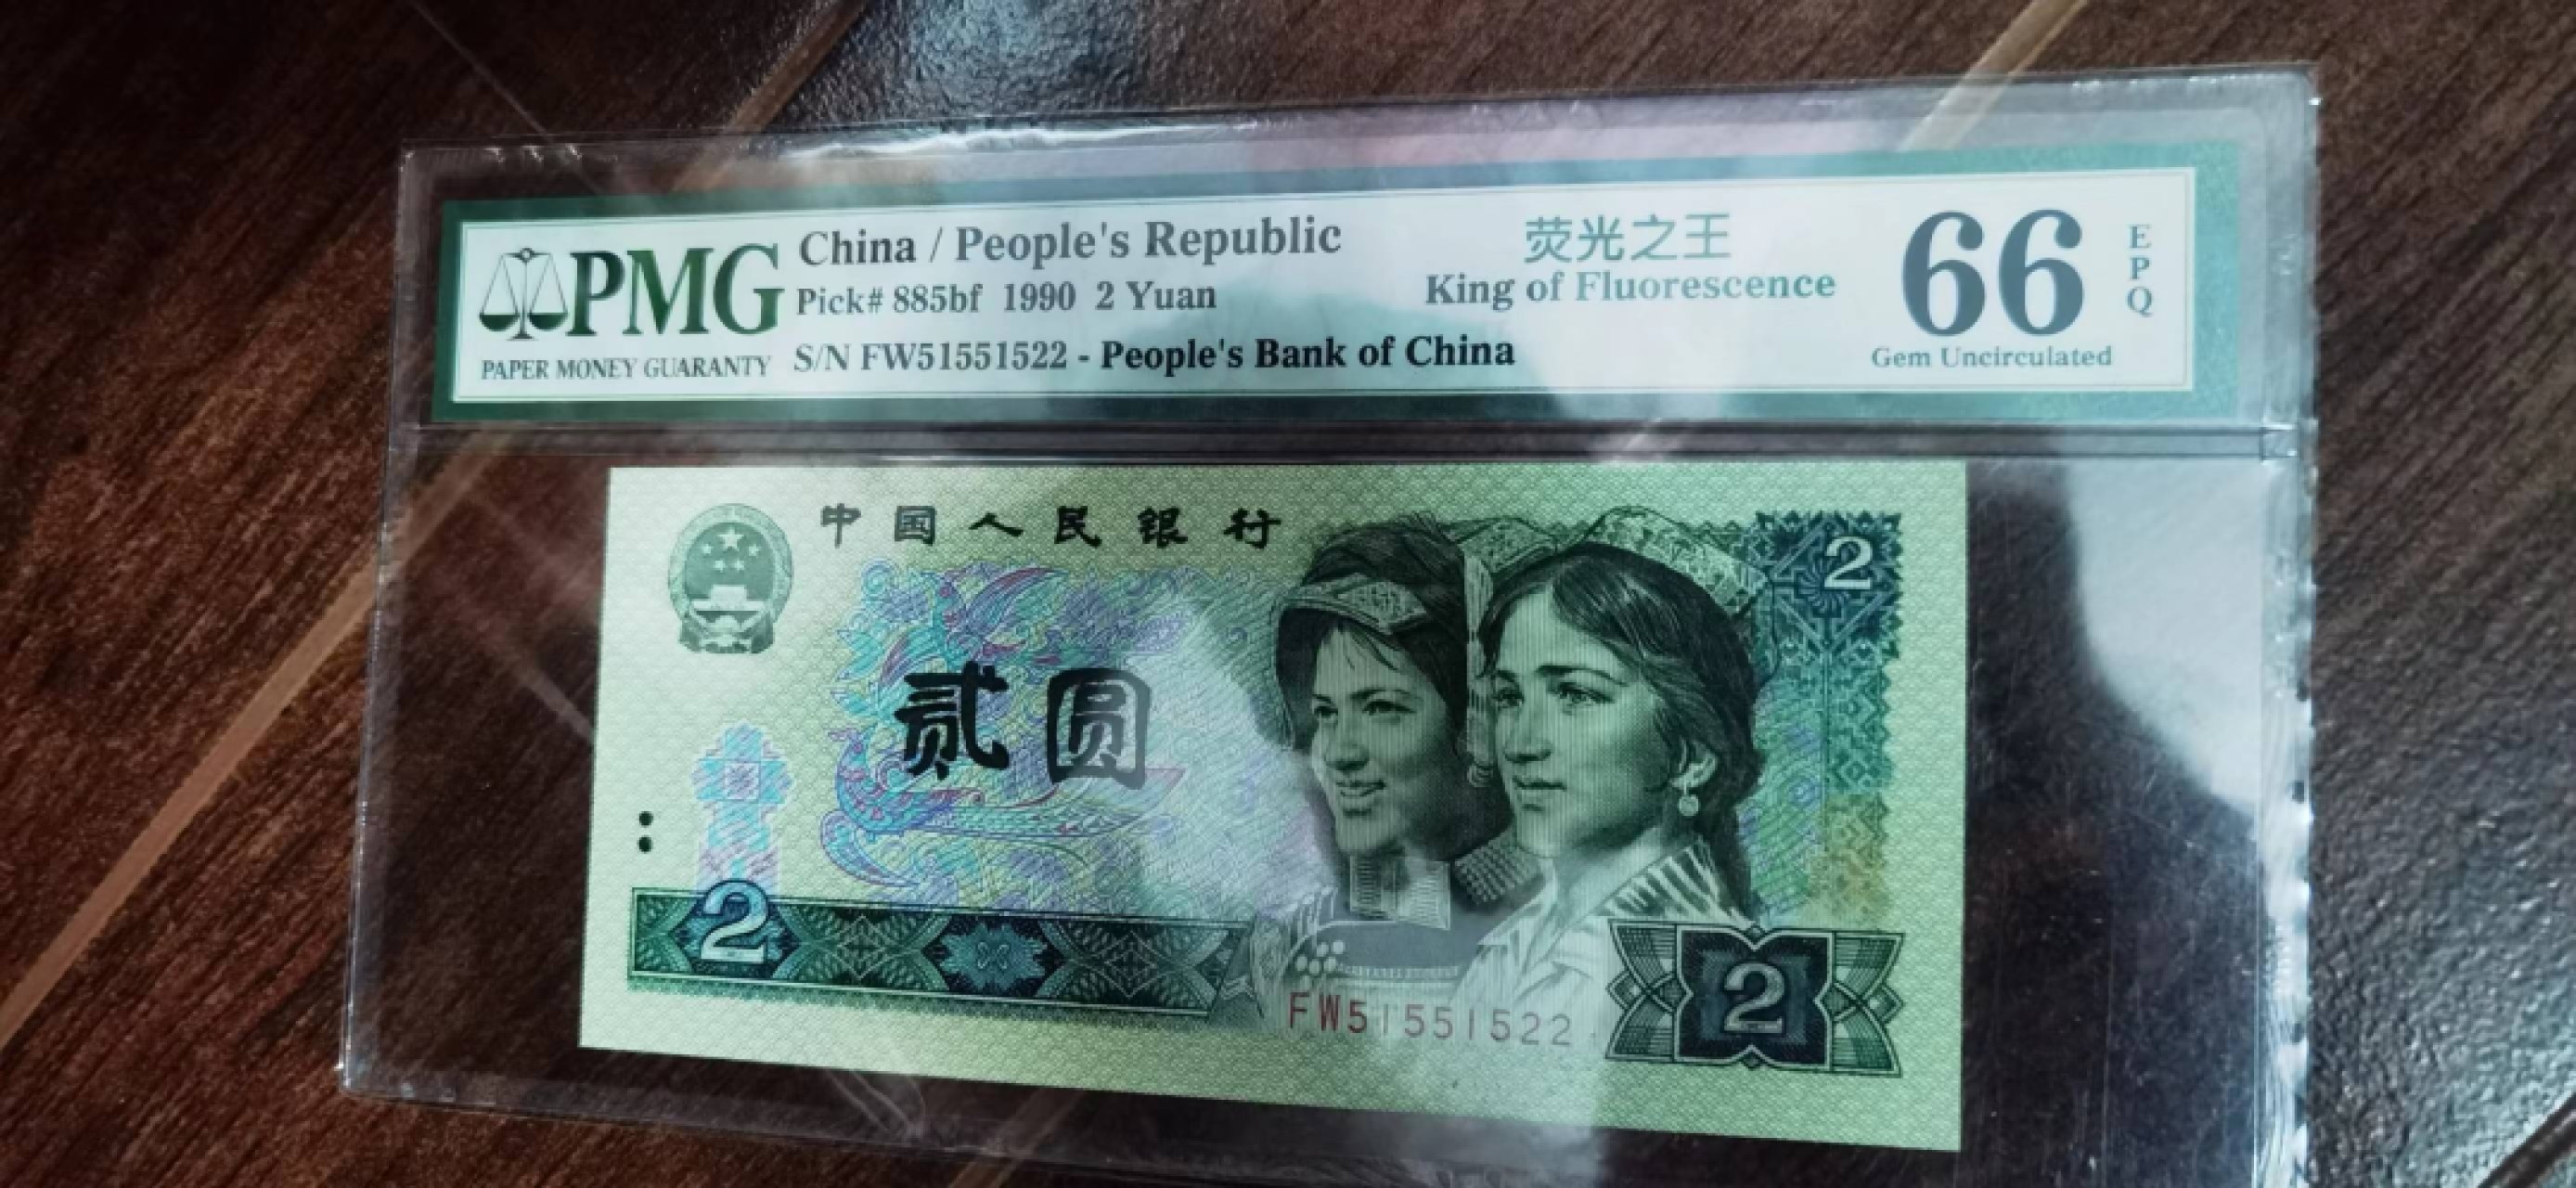 PMG
PAPER MONEY GUARANTY
China / People's Republic
Pick# 885bf 1990 2 Yuan
S/N FW51551522 - People's Bank of China
荧光之王
King of Fluorescence
66
EPQ
Gem Uncirculated
中国人民银行
2
贰圆
2
FW51551522
2